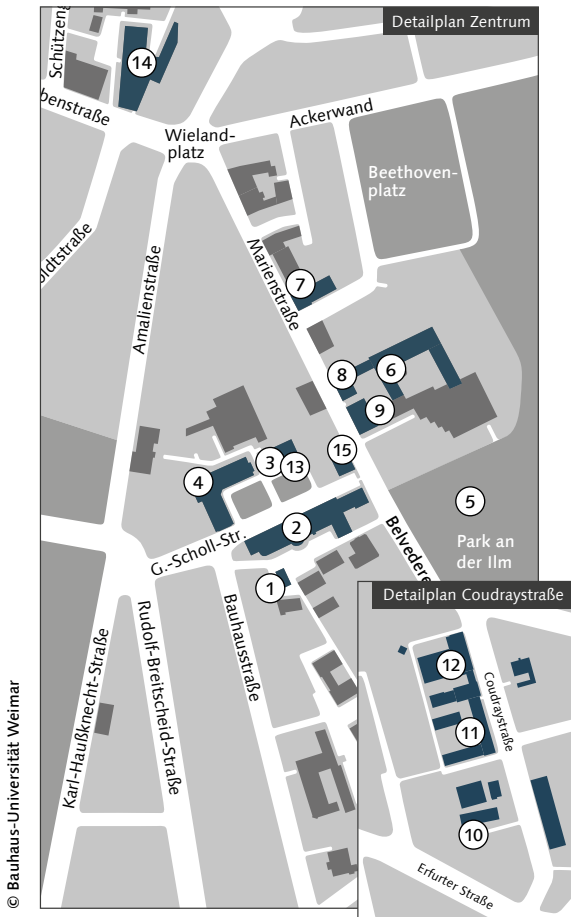 Detailplan Zentrum
Schützeng
14
benstraße
Wieland-
platz
Ackerwand
Beethoven-
platz
oldtstraße
Amalienstraße
Marienstraße
7
8
6
9
15
3
13
4
5
2
G.-Scholl-Str.
Belvedere
Park an
der Ilm
1
Bauhausstraße
Rudolf-Breitscheid-Straße
Karl-Haußknecht-Straße
Detailplan Coudraystraße
12
Coudraystraße
11
10
Erfurter Straße
© Bauhaus-Universität Weimar